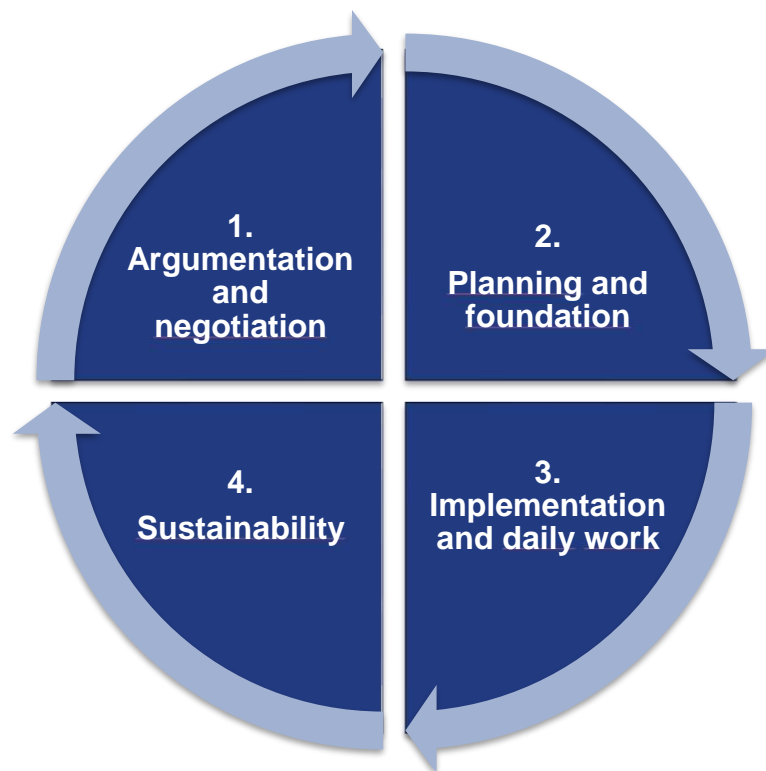 1.
Argumentation
and
negotiation
2.
Planning and
foundation
3.
Implementation
and daily work
4.
Sustainability